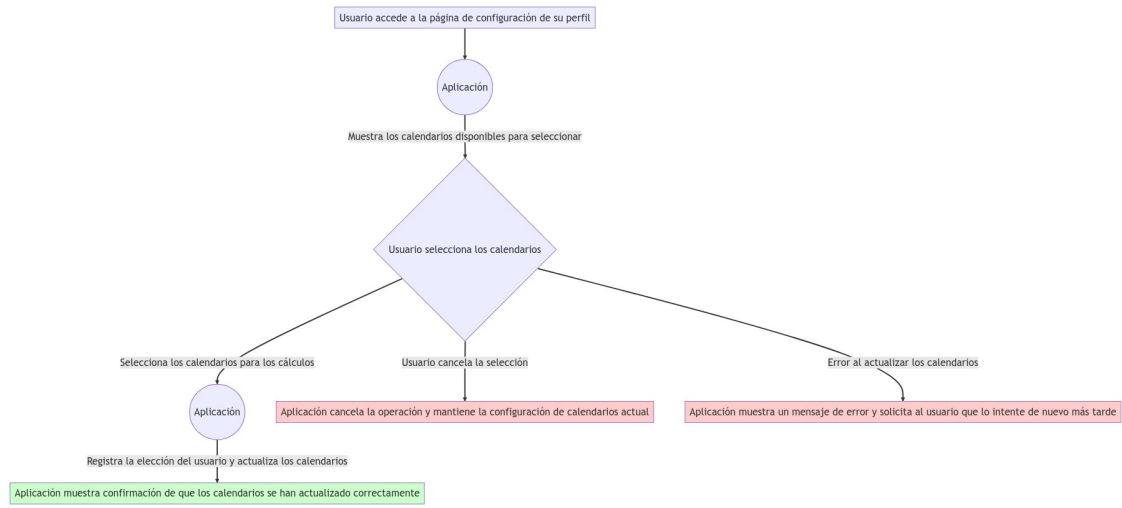 Usuario accede a la página de configuración de su perfil
Aplicación
Muestra los calendarios disponibles para seleccionar
Usuario selecciona los calendarios
Selecciona los calendarios para los cálculos
Usuario cancela la selección
Error al actualizar los calendarios
Aplicación
Aplicación cancela la operación y mantiene la configuración de calendarios actual
Aplicación muestra un mensaje de error y solicita al usuario que lo intente de nuevo más tarde
Registra la elección del usuario y actualiza los calendarios
Aplicación muestra confirmación de que los calendarios se han actualizado correctamente